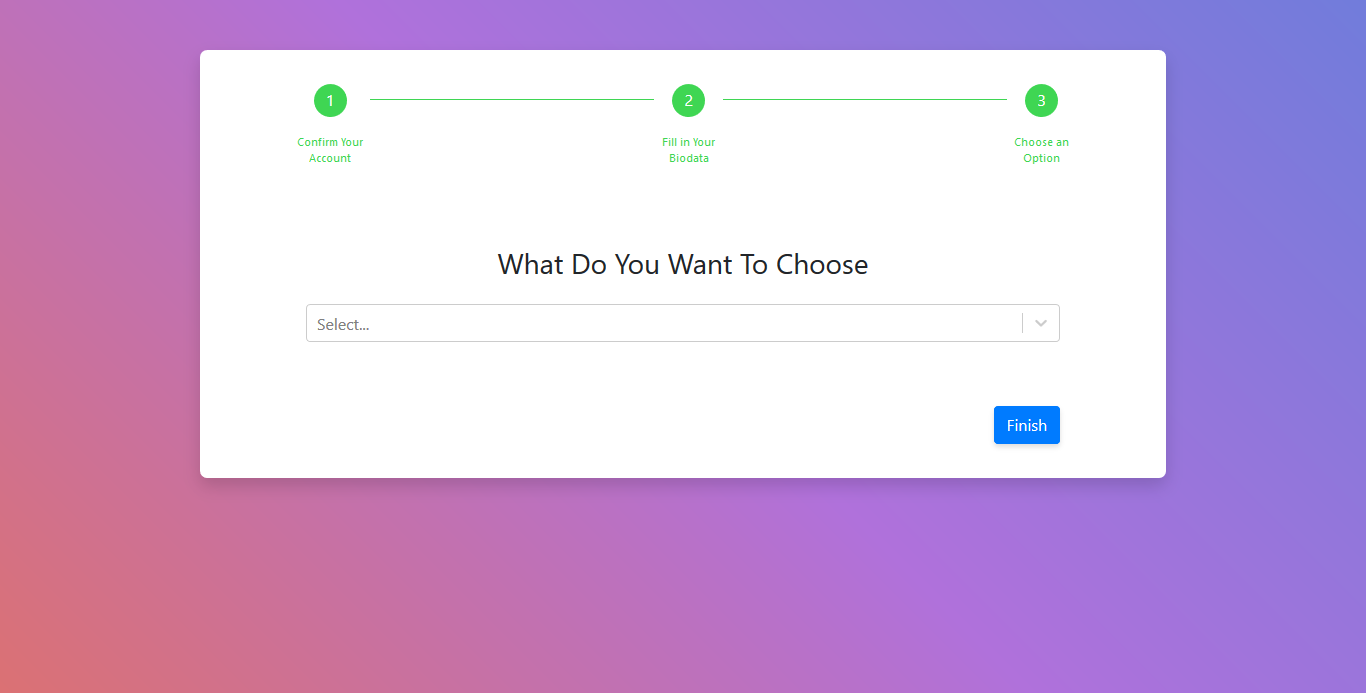 1
2
3
Confirm Your
Account
Fill in Your
Biodata
Choose an
Option
What Do You Want To Choose
Select...
Finish